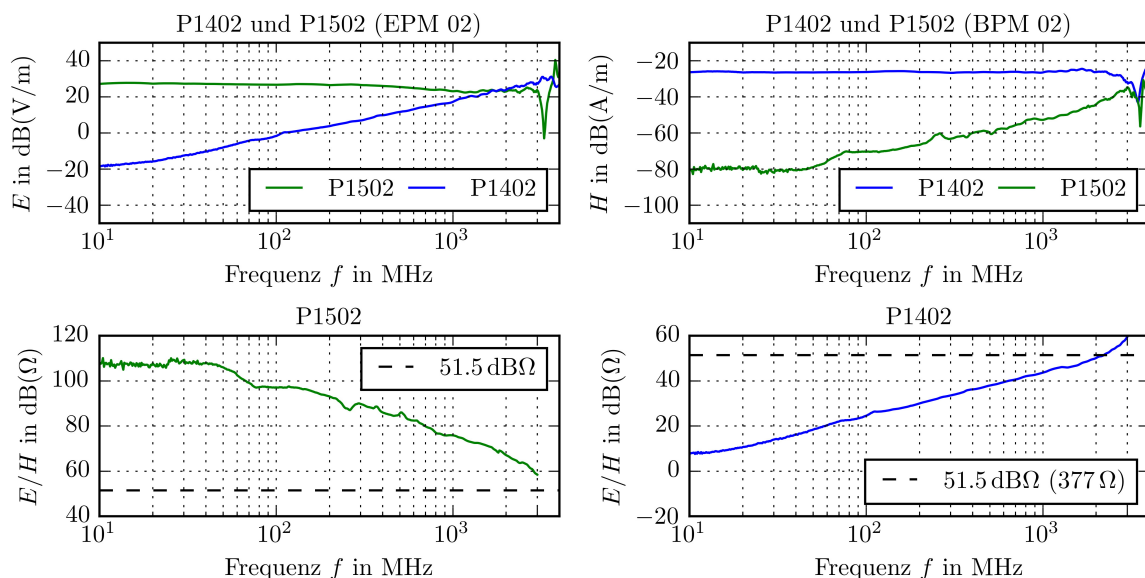 P1402 und P1502 (EPM 02)
E in dB(V/m)
40
20
0
−20
−40
P1502 P1402
10^1 10^2 10^3
Frequenz f in MHz
P1402 und P1502 (BPM 02)
H in dB(A/m)
−20
−40
−60
−80
−100
P1402 P1502
10^1 10^2 10^3
Frequenz f in MHz
P1502
E/H in dB(Ω)
120
100
80
60
40
51.5 dBΩ
10^1 10^2 10^3
Frequenz f in MHz
P1402
E/H in dB(Ω)
60
40
20
0
−20
51.5 dBΩ (377 Ω)
10^1 10^2 10^3
Frequenz f in MHz